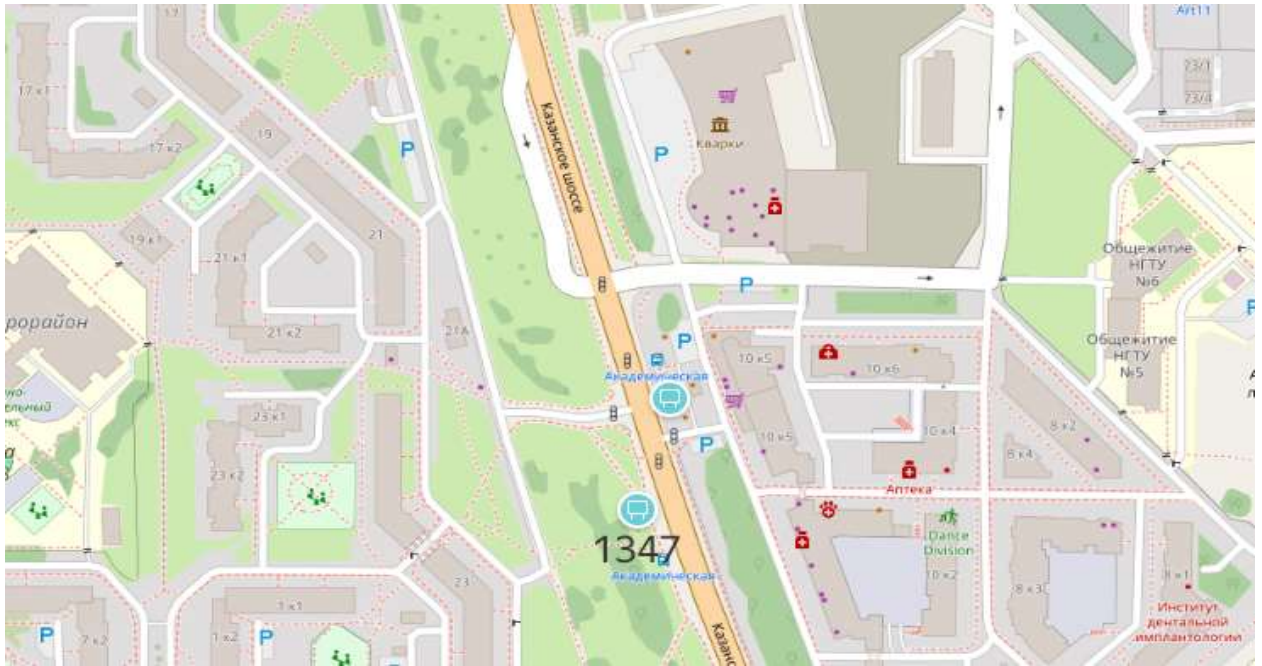 17
Art11
73/1
73/4
17 к1
19
17 к2
P
P
Кварки
Казанское шоссе
19 к1
21
21 к1
Общежитие
НГТУ
№6
P
рорайон
21 к2
21А
P
Общежитие
НГТУ
№5
10 к5
10 к6
Академическая
23 к1
10 к5
10 к4
8 к2
P
8 к4
23 к2
Аптека
Dance
Division
1347
Академическая
23
10 к2
8 к3
8 к1
3 к1
Институт
дентальной
имплантологии
P
7 к2
1 к2
P
Казанс